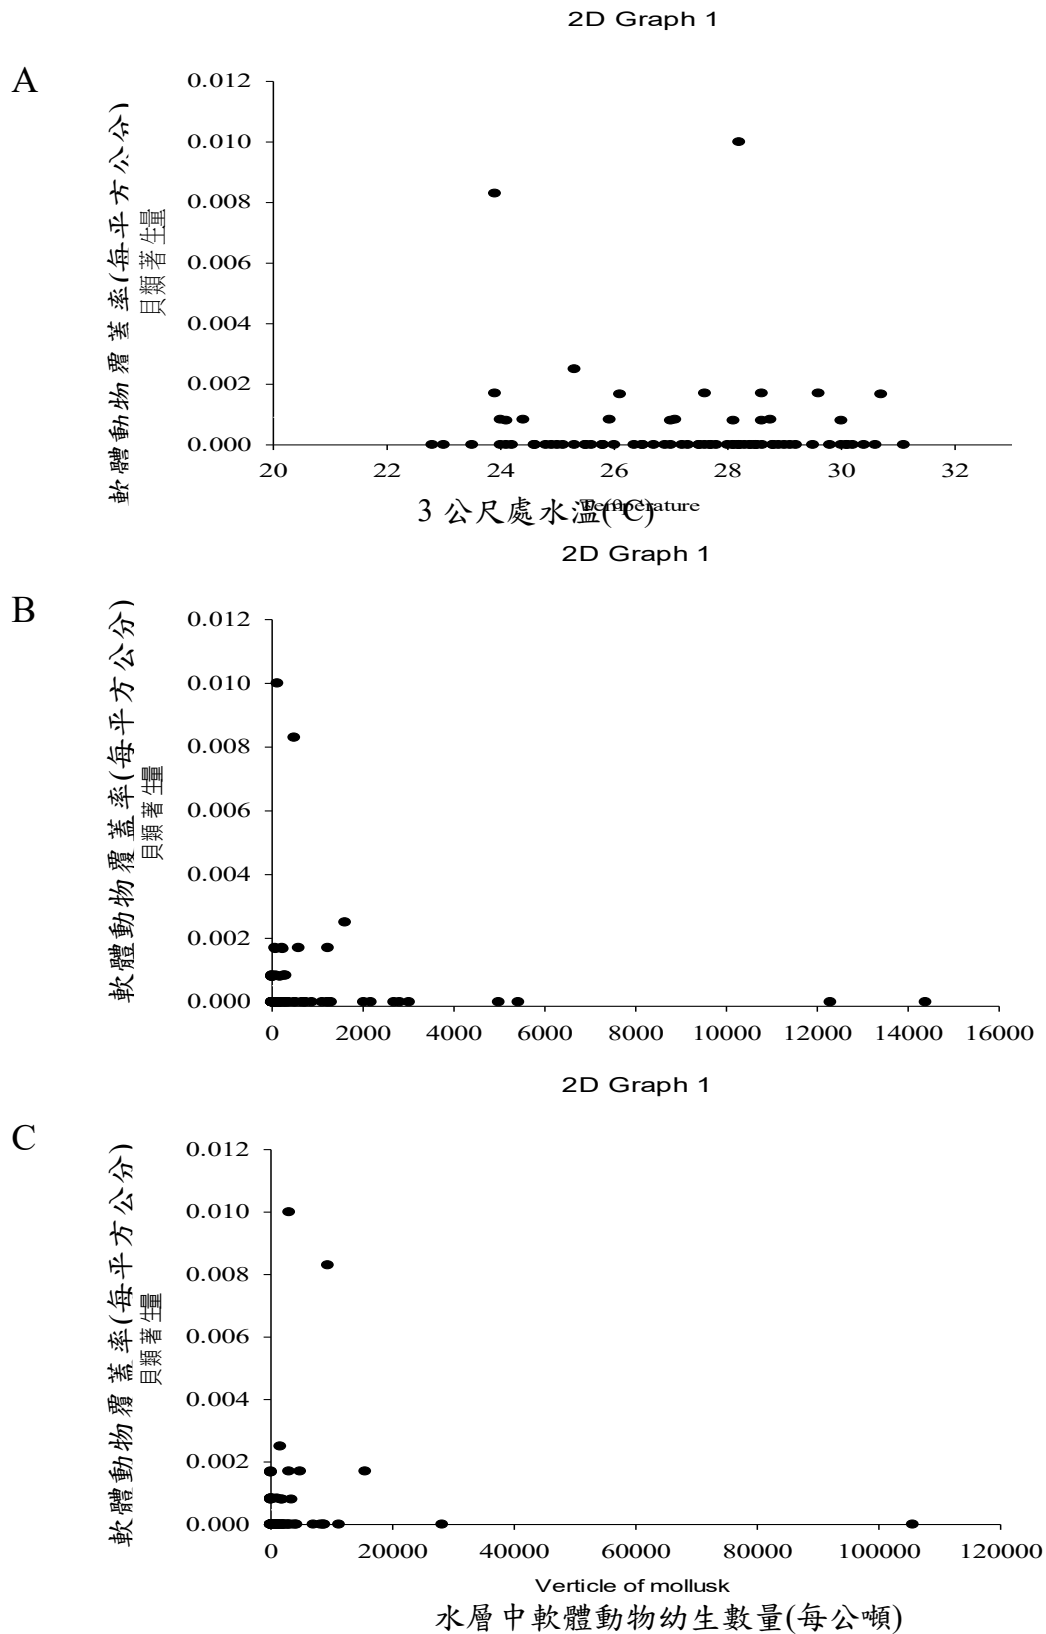 2D Graph 1
A
軟體動物覆蓋率(每平方公分)
貝類著生量
0.012
0.010
0.008
0.006
0.004
0.002
0.000
20 22 24 26 28 30 32
Temperature
3 公尺處水溫(°C)
2D Graph 1
B
軟體動物覆蓋率(每平方公分)
貝類著生量
0.012
0.010
0.008
0.006
0.004
0.002
0.000
0 2000 4000 6000 8000 10000 12000 14000 16000
2D Graph 1
C
軟體動物覆蓋率(每平方公分)
貝類著生量
0.012
0.010
0.008
0.006
0.004
0.002
0.000
0 20000 40000 60000 80000 100000 120000
Verticle of mollusk
水層中軟體動物幼生數量(每公噸)